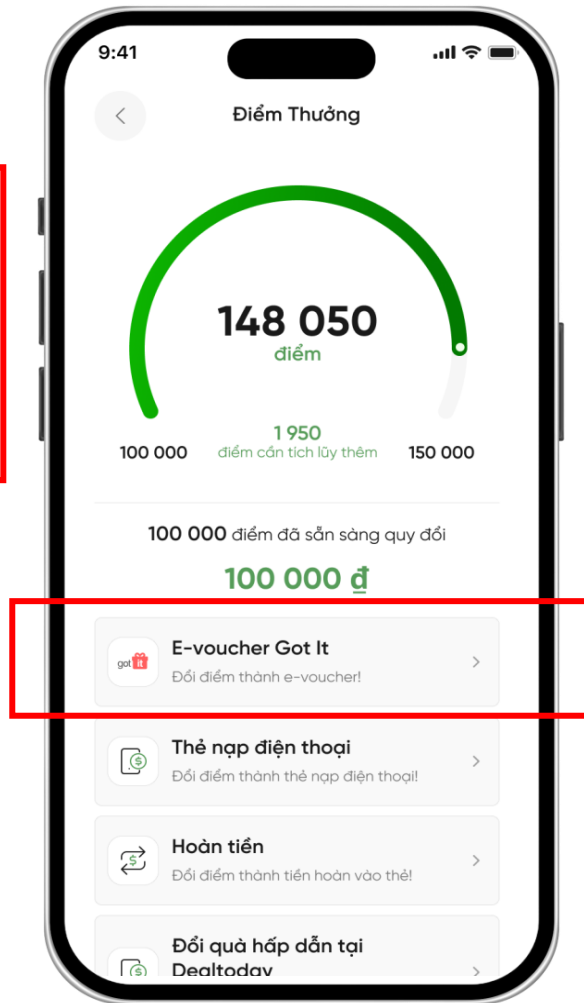 9:41
Điểm Thưởng
148 050
điểm
1 950
100 000 điểm cần tích lũy thêm 150 000
100 000 điểm đã sẵn sàng quy đổi
100 000 đ
got it
E-voucher Got It
Đổi điểm thành e-voucher!
Thẻ nạp điện thoại
Đổi điểm thành thẻ nạp điện thoại!
Hoàn tiền
Đổi điểm thành tiền hoàn vào thẻ!
Đổi quà hấp dẫn tại
Dealtoday